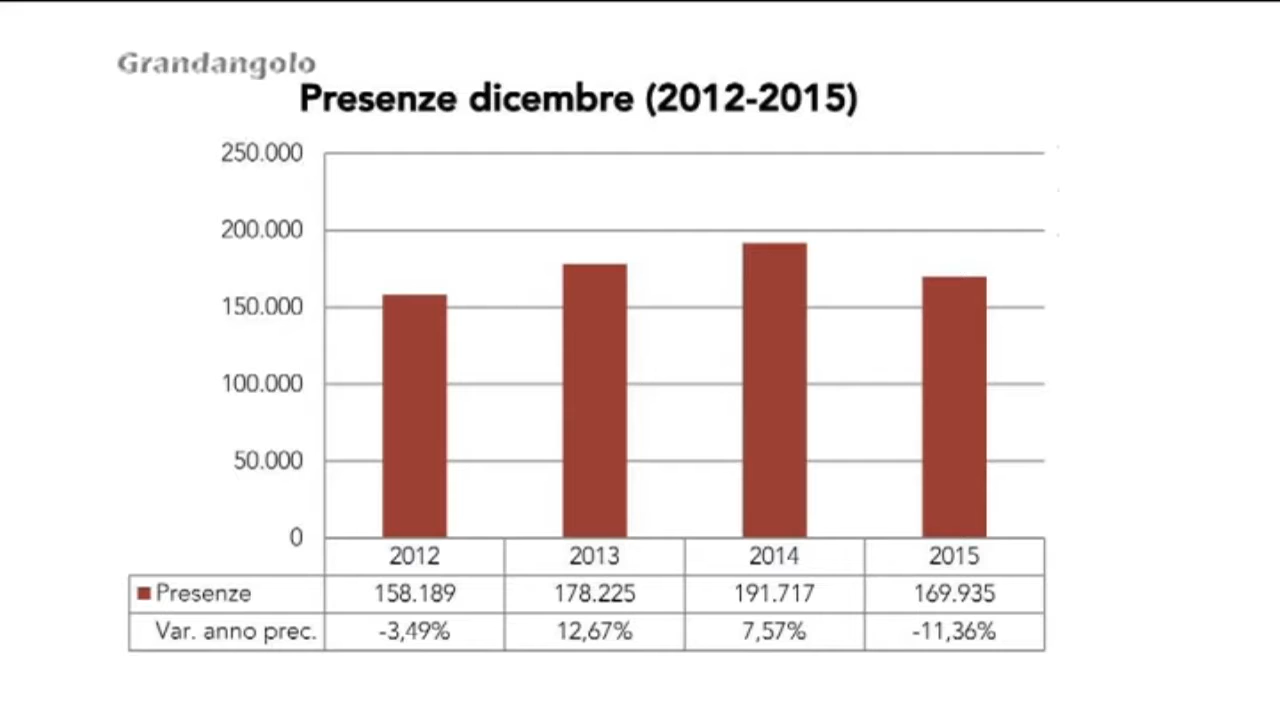 Grandangolo
Presenze dicembre (2012-2015)
250.000
200.000
150.000
100.000
50.000
0
2012 2013 2014 2015
Presenze 158.189 178.225 191.717 169.935
Var. anno prec. -3,49% 12,67% 7,57% -11,36%